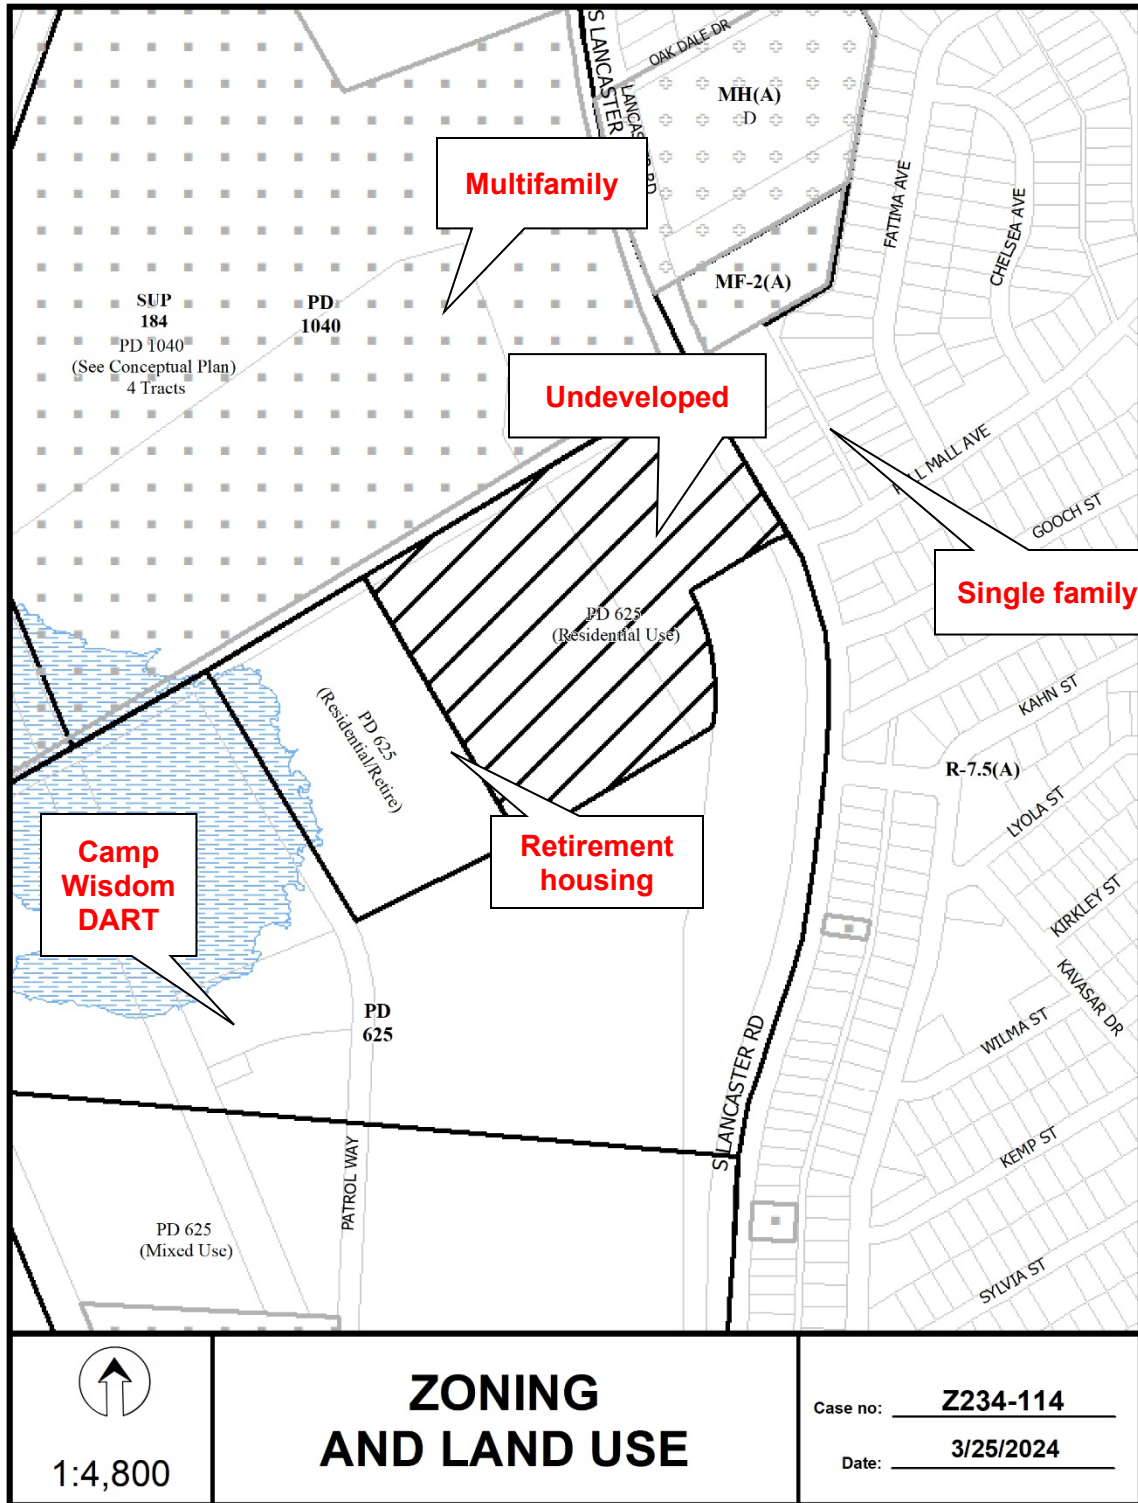 S LANCASTER
LANCASTER RD
OAK DALE DR
MH(A)
D
Multifamily
FATIMA AVE
CHELSEA AVE
MF-2(A)
SUP
184
PD 1040
(See Conceptual Plan)
4 Tracts
PD
1040
Undeveloped
MALL AVE
GOOCH ST
Single family
PD 625
(Residential Use)
PD 625
(Residential/Retire)
KAHN ST
R-7.5(A)
LYOLA ST
Camp
Wisdom
DART
Retirement
housing
KIRKLEY ST
KAVASAR DR
PD
625
WILMA ST
S LANCASTER RD
KEMP ST
PATROL WAY
PD 625
(Mixed Use)
SYLVIA ST
1:4,800
ZONING
AND LAND USE
Case no: Z234-114
Date: 3/25/2024